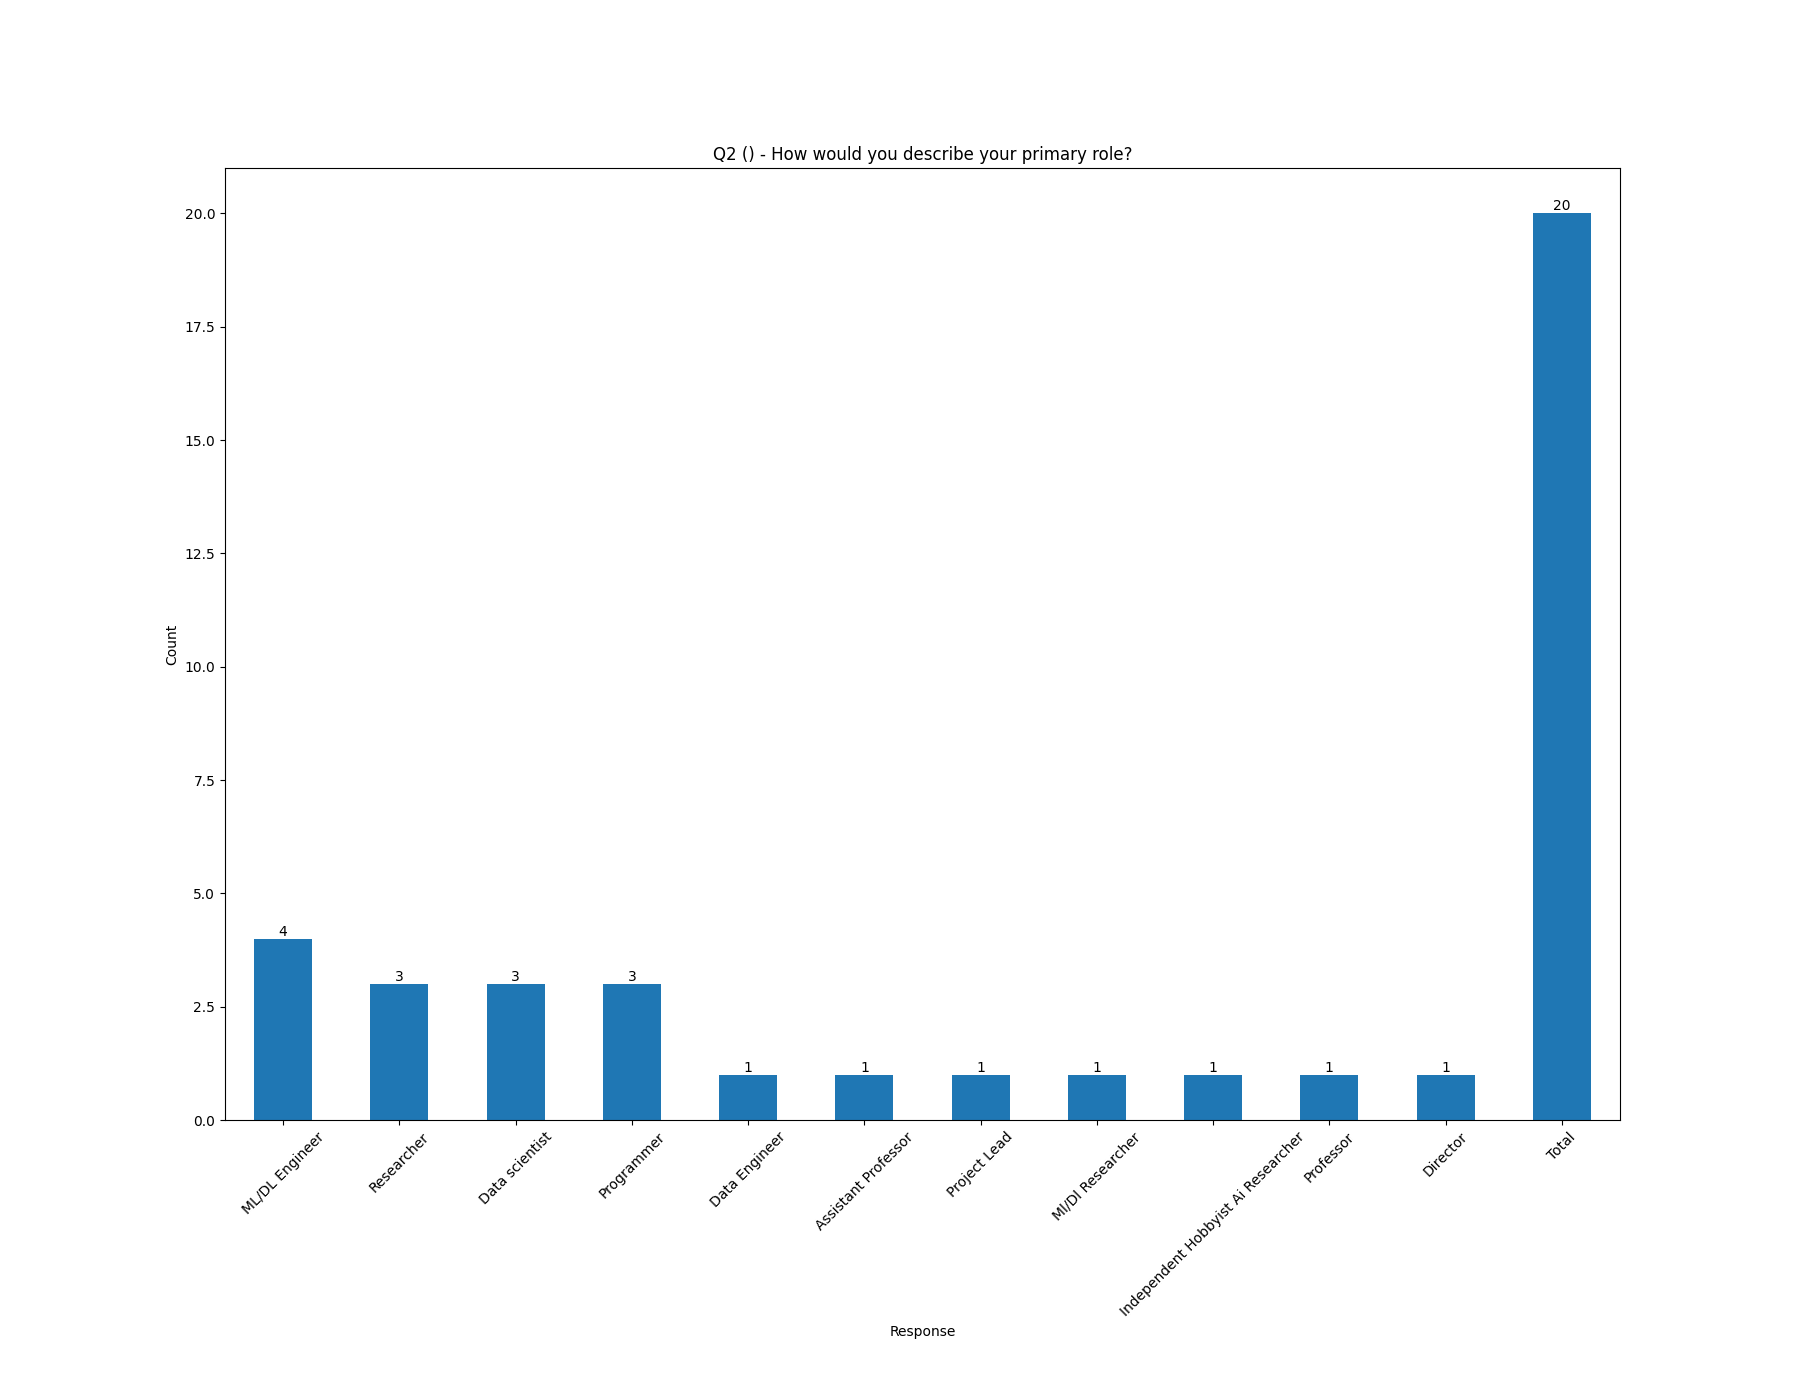 Q2 () - How would you describe your primary role?
20.0
17.5
15.0
12.5
10.0
7.5
5.0
2.5
0.0
Count
4
3
3
3
1
1
1
1
1
1
1
20
ML/DL Engineer
Researcher
Data scientist
Programmer
Data Engineer
Assistant Professor
Project Lead
Ml/Dl Researcher
Independent Hobbyist Ai Researcher
Professor
Director
Total
Response